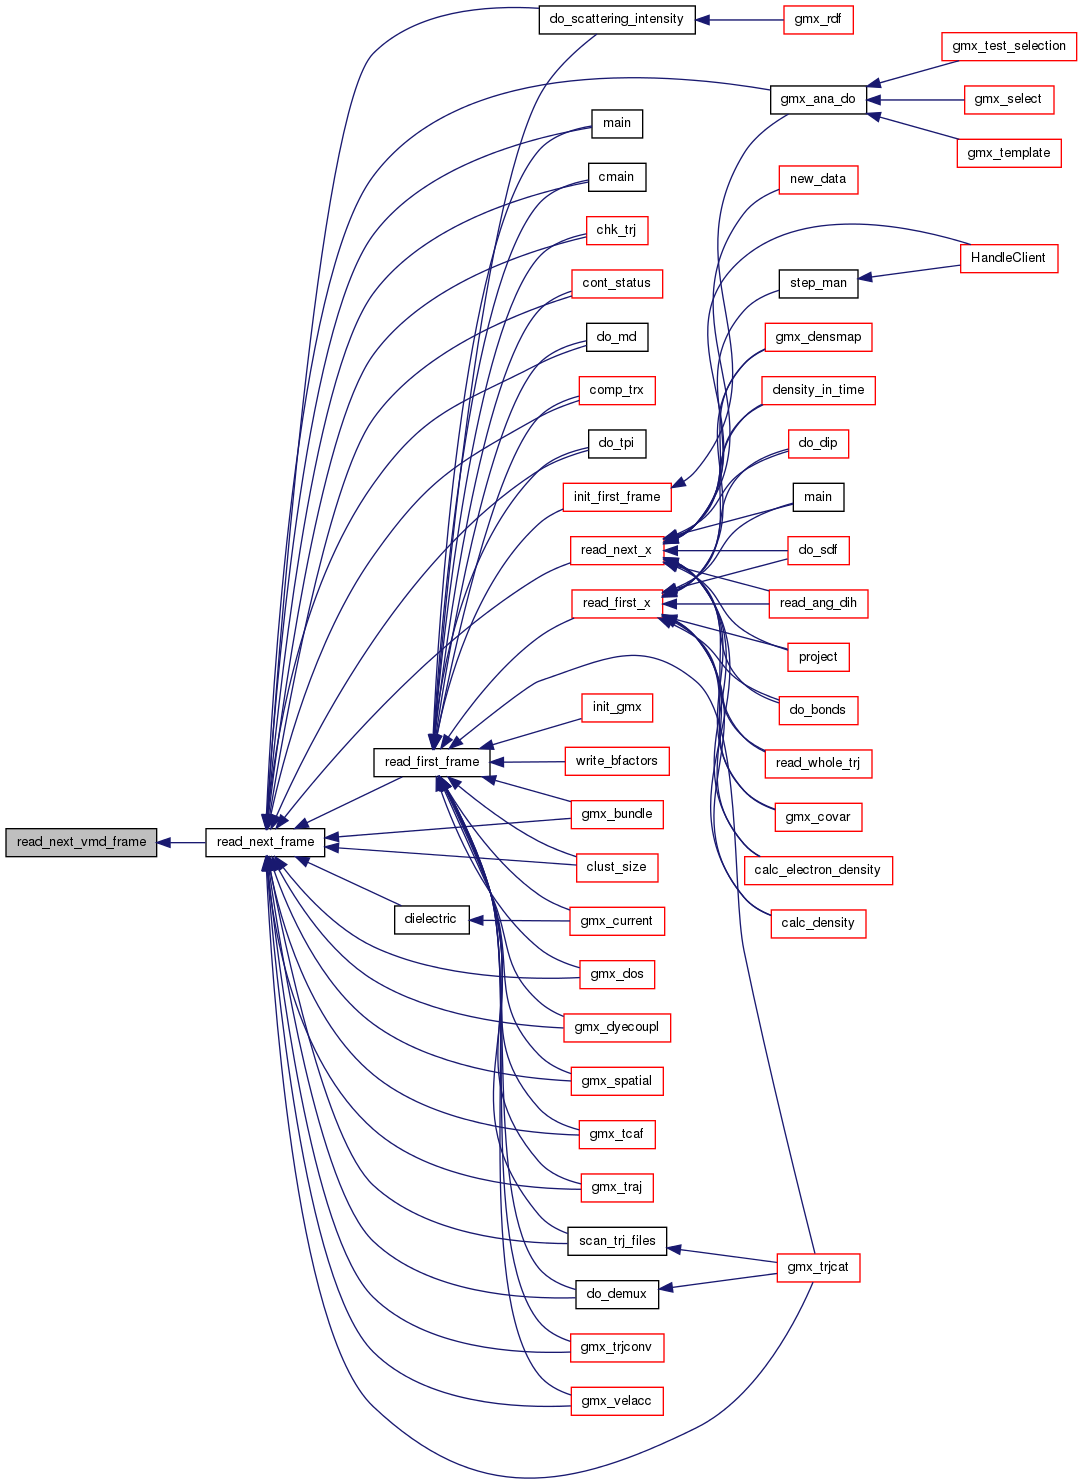 do_scattering_intensity
gmx_rdf
gmx_test_selection
gmx_ana_do
gmx_select
main
gmx_template
cmain
new_data
chk_trj
HandleClient
cont_status
step_man
do_md
gmx_densmap
comp_trx
density_in_time
do_tpi
do_dip
init_first_frame
main
read_next_x
do_sdf
read_first_x
read_ang_dih
project
init_gmx
do_bonds
read_first_frame
write_bfactors
read_whole_trj
gmx_bundle
gmx_covar
read_next_vmd_frame
read_next_frame
clust_size
calc_electron_density
dielectric
gmx_current
calc_density
gmx_dos
gmx_dyecoupl
gmx_spatial
gmx_tcaf
gmx_traj
scan_trj_files
gmx_trjcat
do_demux
gmx_trjconv
gmx_velacc